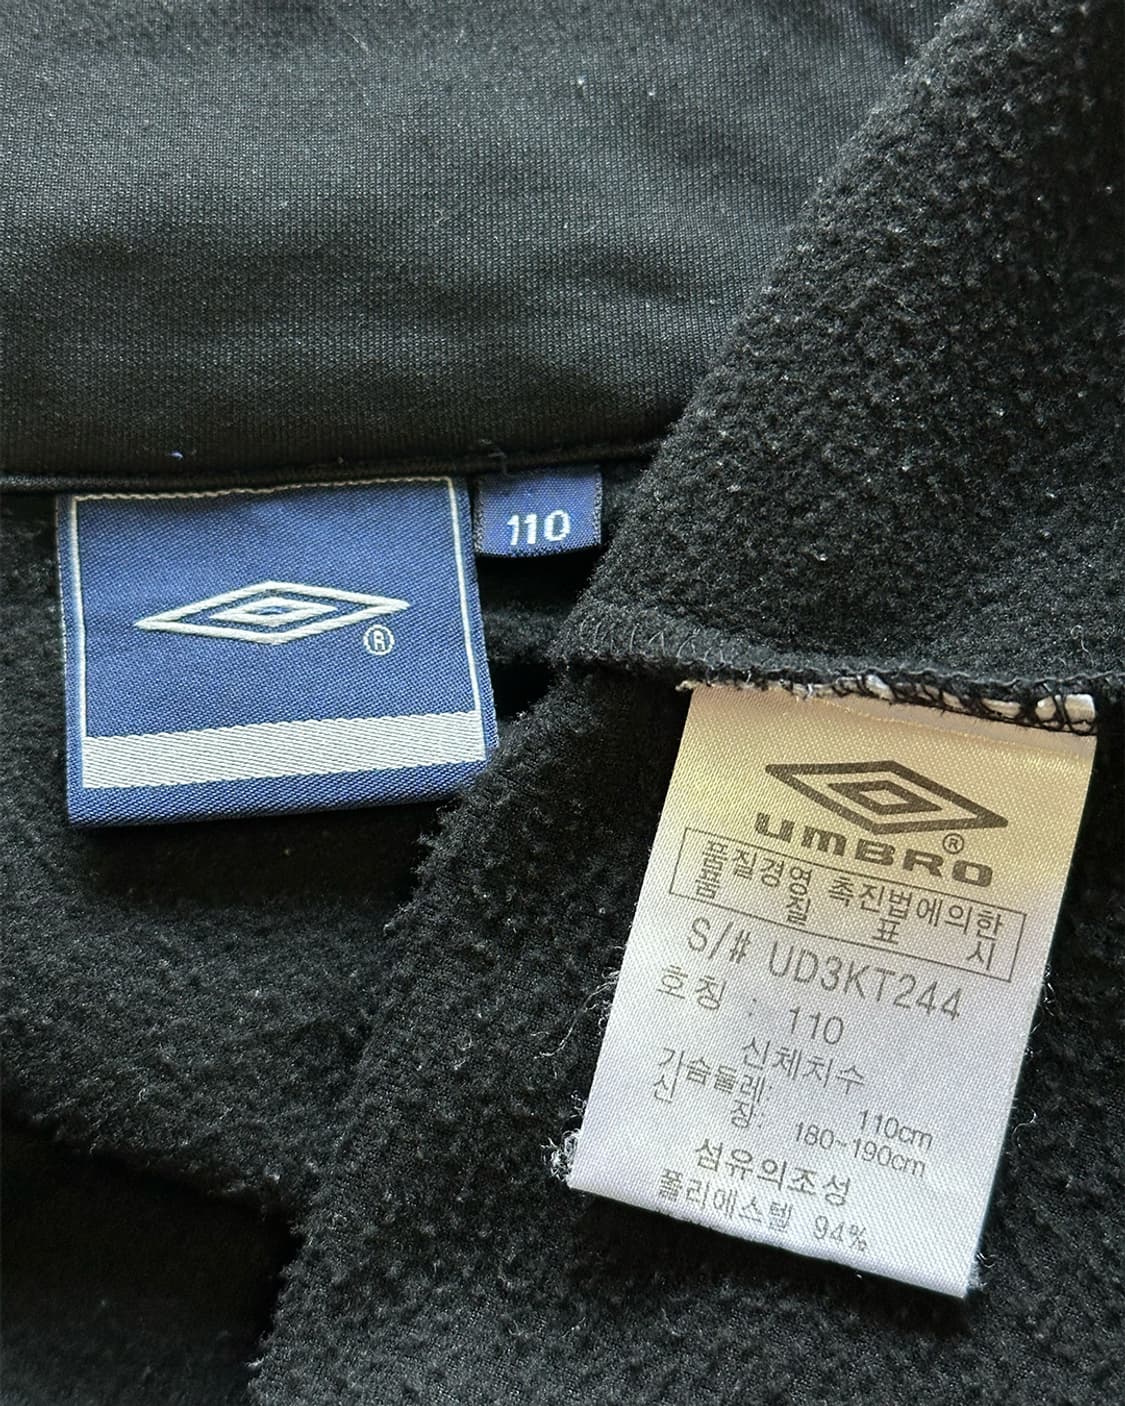 110
®
UMBRO®
품질경영 촉진법에의한
품 질 표 시
S/# UD3KT244
호칭 : 110
신체치수
가슴둘레: 110cm
신 장: 180~190cm
섬유의조성
폴리에스텔 94%